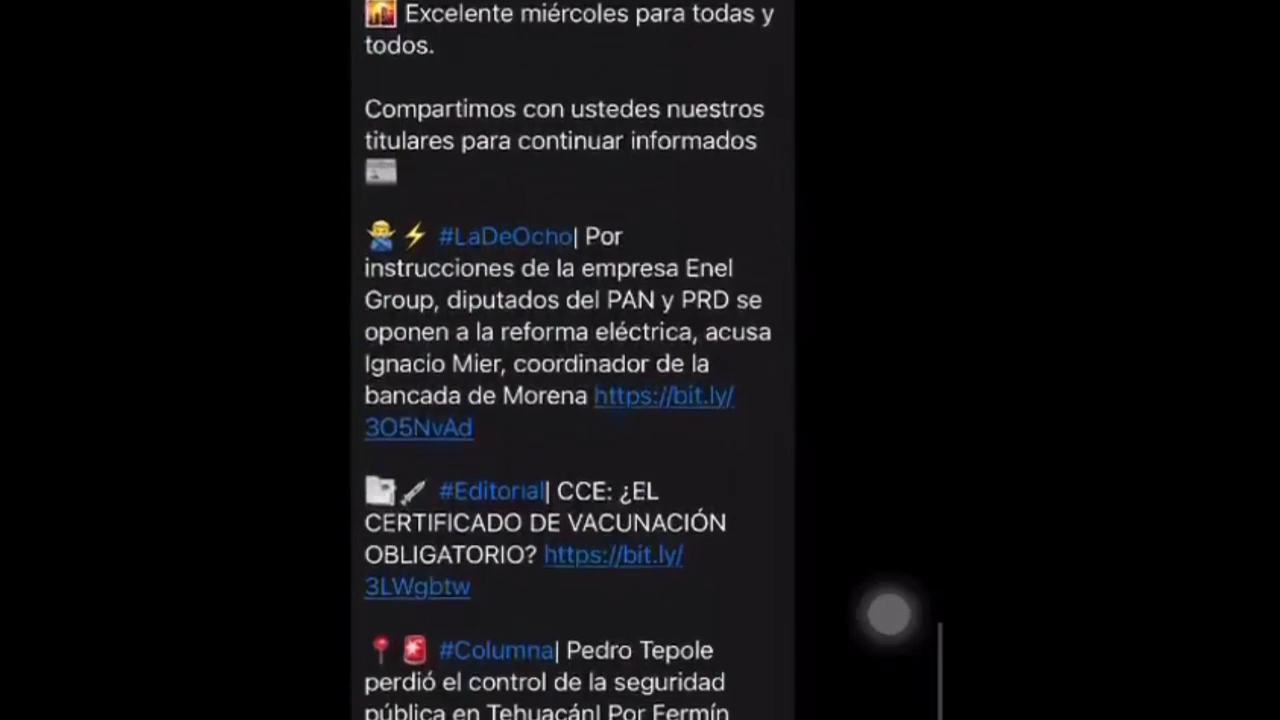 Excelente miércoles para todas y
todos.
Compartimos con ustedes nuestros
titulares para continuar informados
#LaDeOcho| Por
instrucciones de la empresa Enel
Group, diputados del PAN y PRD se
oponen a la reforma eléctrica, acusa
Ignacio Mier, coordinador de la
bancada de Morena https://bit.ly/
3O5NvAd
#Editorial| CCE: ¿EL
CERTIFICADO DE VACUNACIÓN
OBLIGATORIO? https://bit.ly/
3LWgbtw
#Columna| Pedro Tepole
perdió el control de la seguridad
pública en Tehuacán| Por Fermín